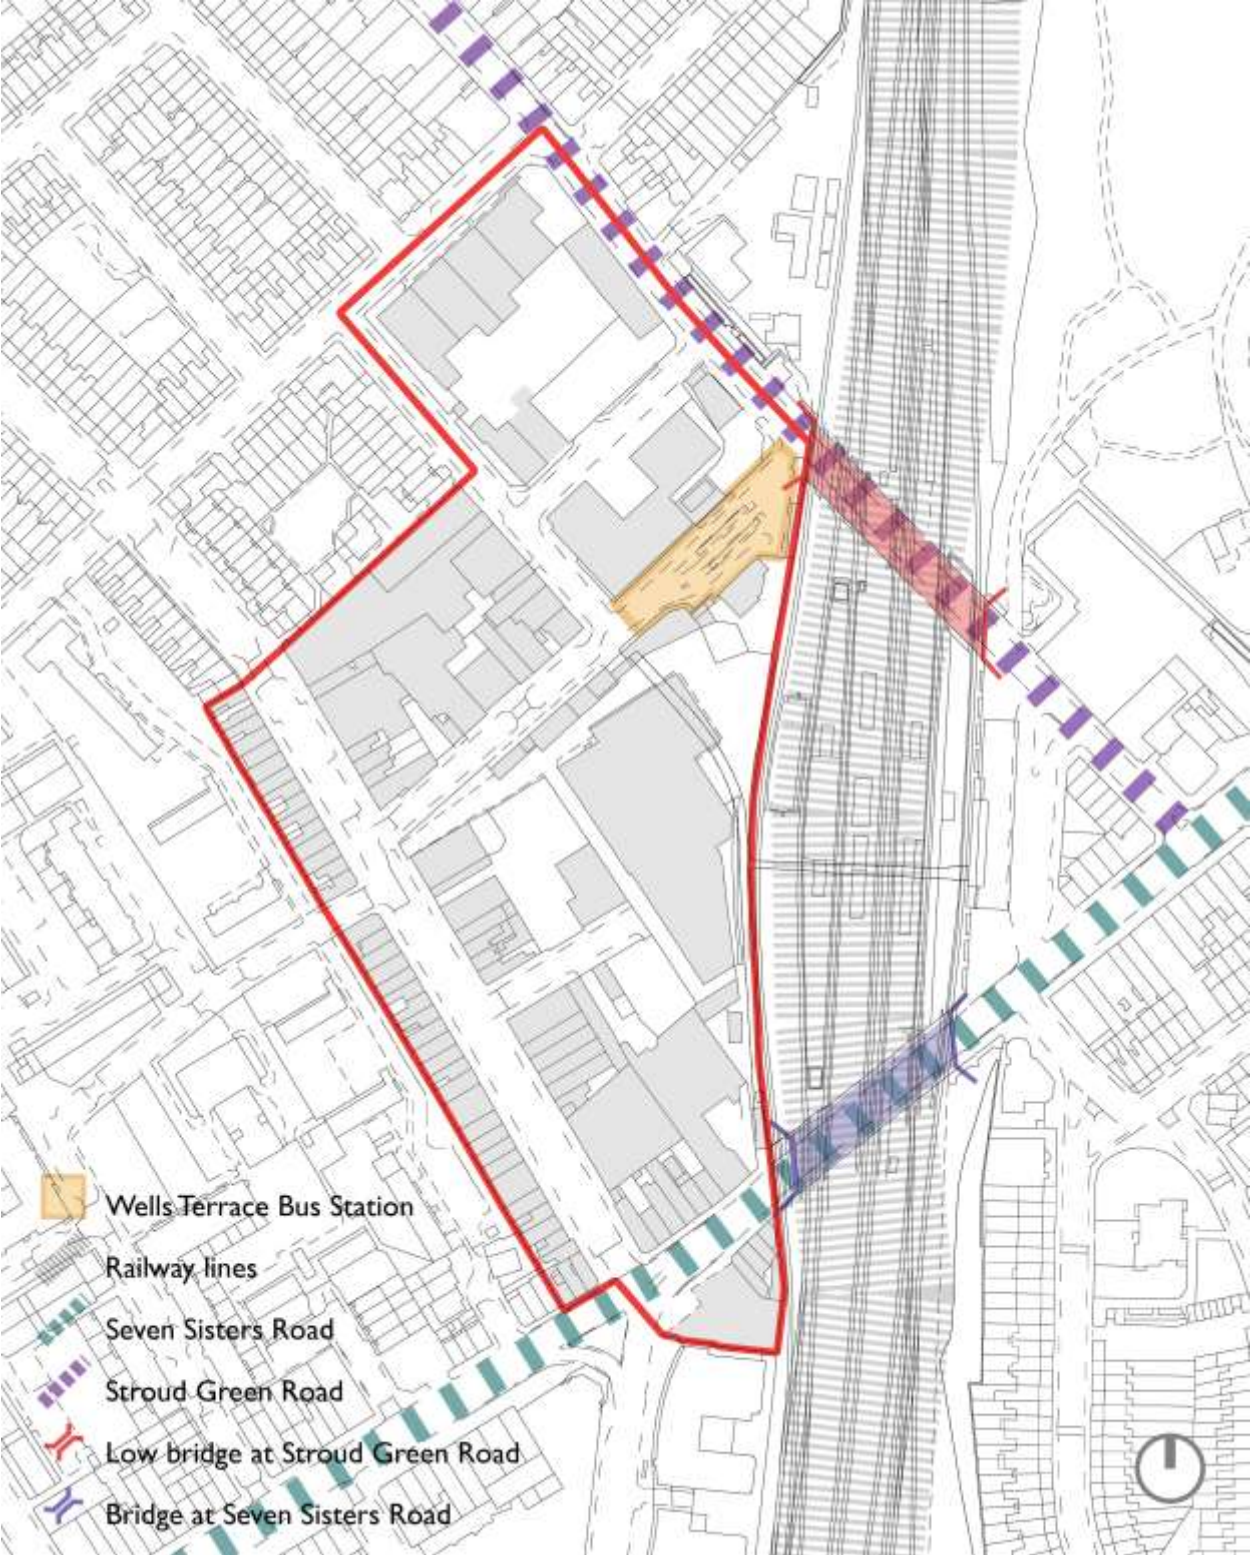 Wells Terrace Bus Station
Railway lines
Seven Sisters Road
Stroud Green Road
Low bridge at Stroud Green Road
Bridge at Seven Sisters Road